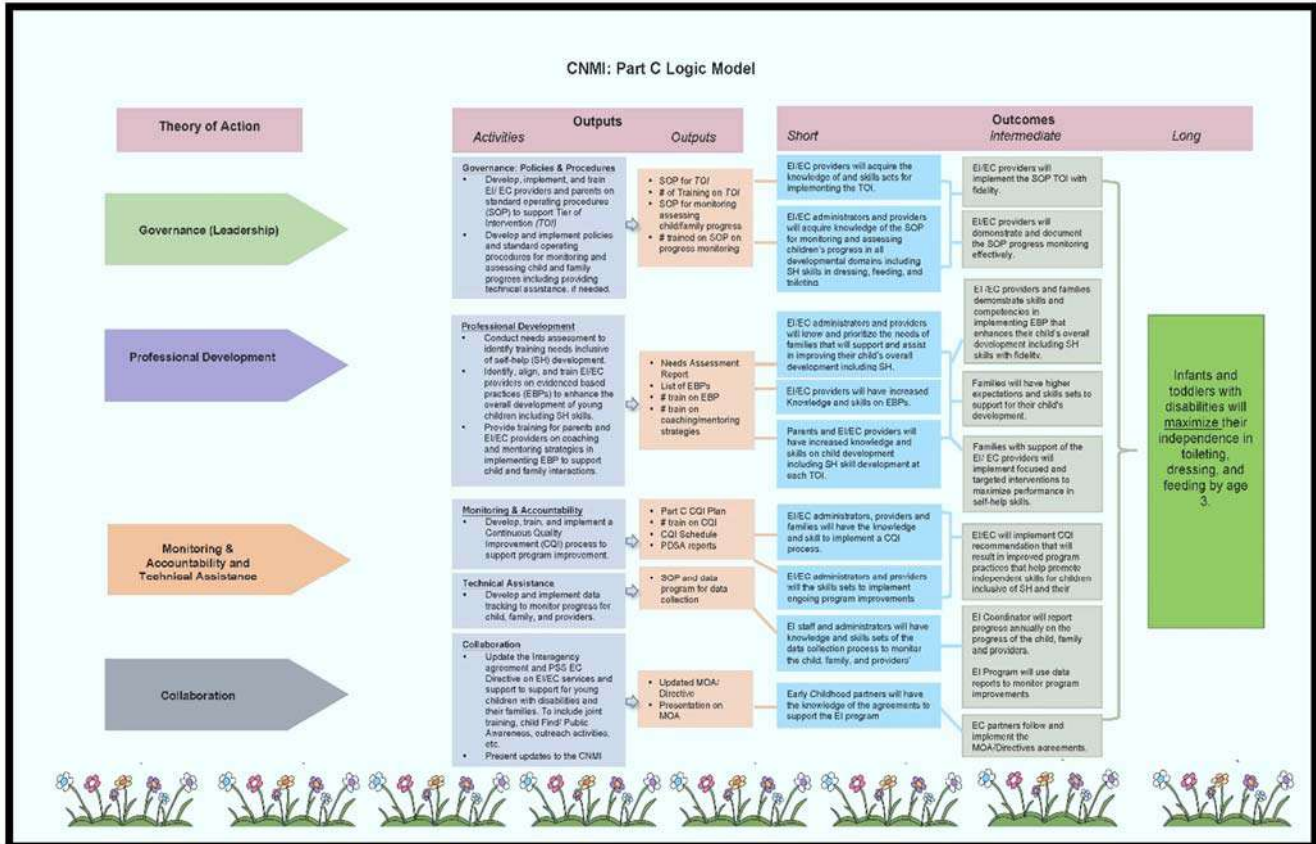 CNMI: Part C Logic Model
Theory of Action
Outputs
Activities
Outputs
Outcomes
Short
Intermediate
Long
Governance (Leadership)
Governance: Policies & Procedures
• Develop, implement, and train
EI/ EC providers and parents on
standard operating procedures
(SOP) to support Tier of
Intervention (TOI)
• Develop and implement policies
and standard operating
procedures for monitoring and
assessing child and family
progress including providing
technical assistance, if needed.
• SOP for TOI
• # of Training on TOI
• SOP for monitoring
assessing
child/family progress
• # trained on SOP on
progress monitoring
EI/EC providers will acquire the
knowledge of and skills sets for
implementing the TOI.
EI/EC administrators and providers
will acquire knowledge of the SOP
for monitoring and assessing
children's progress in all
developmental domains including
SH skills in dressing, feeding, and
toileting
EI/EC providers will
implement the SOP TOI with
fidelity.
EI/EC providers will
demonstrate and document
the SOP progress monitoring
effectively.
Professional Development
Professional Development
• Conduct needs assessment to
identify training needs inclusive
of self-help (SH) development.
• Identify, align, and train EI/EC
providers on evidenced based
practices (EBPs) to enhance the
overall development of young
children including SH skills.
• Provide training for parents and
EI/EC providers on coaching
and mentoring strategies in
implementing EBP to support
child and family interactions.
• Needs Assessment
Report
• List of EBPs
• # train on EBP
• # train on
coaching/mentoring
strategies
EI/EC administrators and providers
will know and prioritize the needs of
families that will support and assist
in improving their child's overall
development including SH.
EI/EC providers will have increased
Knowledge and skills on EBPs.
Parents and EI/EC providers will
have increased knowledge and
skills on child development
including SH skill development at
each TOI.
EI /EC providers and families
demonstrate skills and
competencies in
implementing EBP that
enhances their child's overall
development including SH
skills with fidelity.
Families will have higher
expectations and skills sets to
support for their child's
development.
Families with support of the
EI/ EC providers will
implement focused and
targeted interventions to
maximize performance in
self-help skills.
Monitoring &
Accountability and
Technical Assistance
Monitoring & Accountability
• Develop, train, and implement a
Continuous Quality
Improvement (CQI) process to
support program improvement.
• Part C CQI Plan
• # train on CQI
• CQI Schedule
• PDSA reports
EI/EC administrators, providers and
families will have the knowledge
and skill to implement a CQI
process.
EI/EC administrators and providers
will the skills sets to implement
ongoing program improvements
EI/EC will implement CQI
recommendation that will
result in improved program
practices that help promote
independent skills for children
inclusive of SH and their
Technical Assistance
• Develop and implement data
tracking to monitor progress for
child, family, and providers.
• SOP and data
program for data
collection
EI staff and administrators will have
knowledge and skills sets of the
data collection process to monitor
the child, family, and providers'
EI Coordinator will report
progress annually on the
progress of the child, family
and providers.
EI Program will use data
reports to monitor program
improvements
Collaboration
Collaboration
• Update the Interagency
agreement and PSS EC
Directive on EI/EC services and
support to support for young
children with disabilities and
their families. To include joint
training, child Find/ Public
Awareness, outreach activities,
etc.
• Present updates to the CNMI
• Updated MOA/
Directive
• Presentation on
MOA
Early Childhood partners will have
the knowledge of the agreements to
support the EI program
EC partners follow and
implement the
MOA/Directives agreements.
Infants and
toddlers with
disabilities will
maximize their
independence in
toileting,
dressing, and
feeding by age
3.